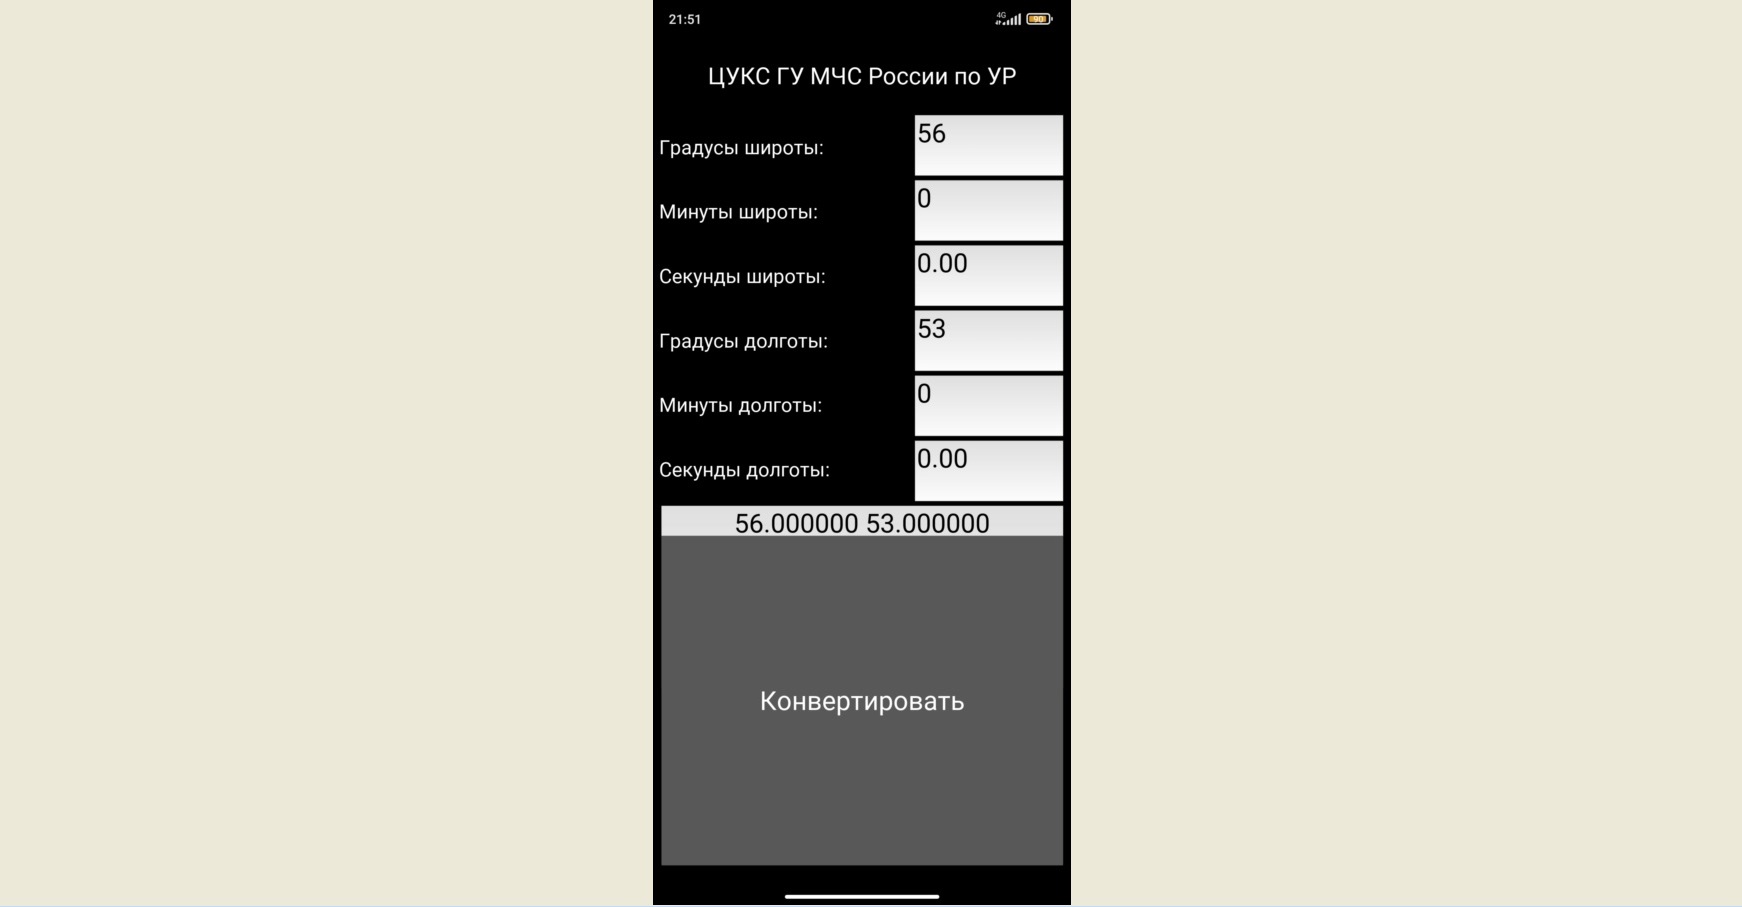 21:51
4G
90
ЦУКС ГУ МЧС России по УР
Градусы широты:
56
Минуты широты:
0
Секунды широты:
0.00
Градусы долготы:
53
Минуты долготы:
0
Секунды долготы:
0.00
56.000000 53.000000
Конвертировать